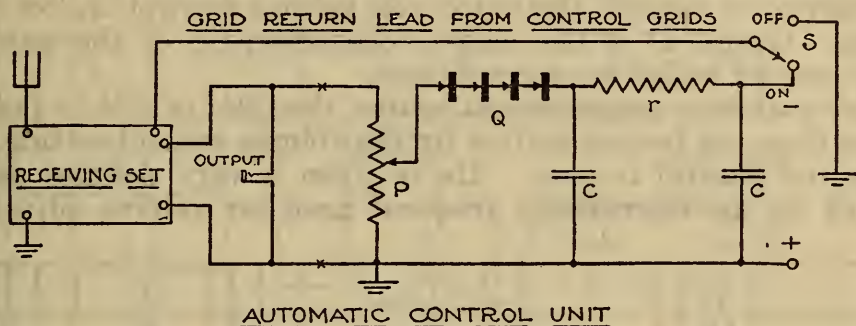 GRID RETURN LEAD FROM CONTROL GRIDS
OFF
S
ON
-
Q
r
OUTPUT
RECEIVING SET
P
C
C
+
AUTOMATIC CONTROL UNIT